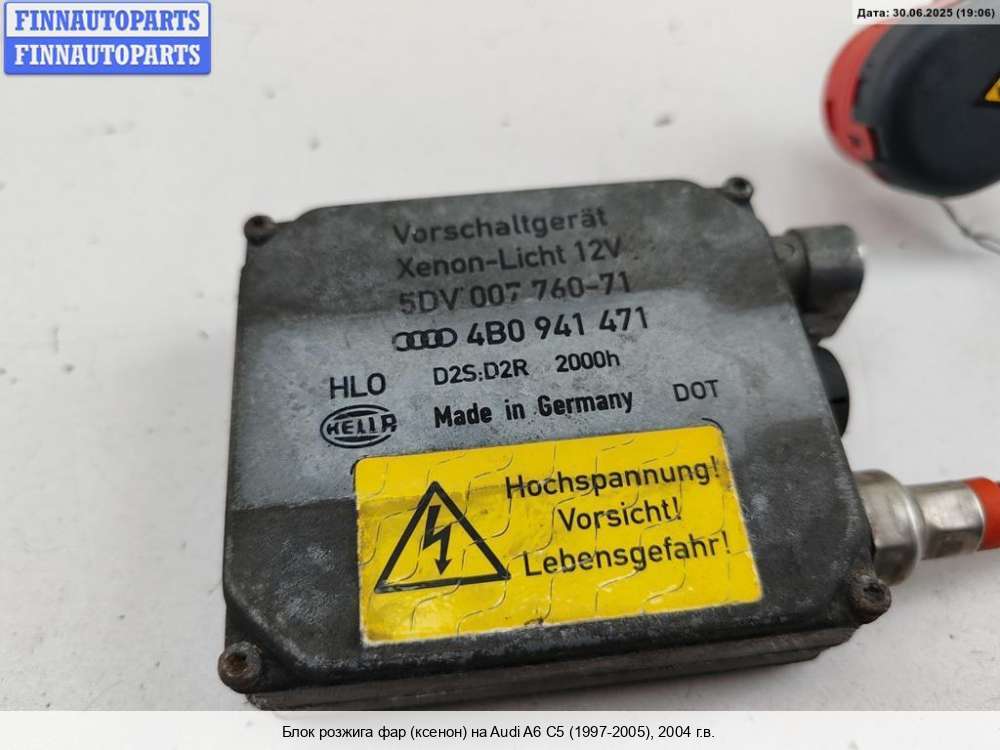 FINNAUTOPARTS
FINNAUTOPARTS
Дата: 30.06.2025 (19:06)
Vorschaltgerät
Xenon-Licht 12V
5DV 007 760-71
4B0 941 471
D2S:D2R 2000h
HLO
HELLA
Made in Germany
DOT
Hochspannung!
Vorsicht!
Lebensgefahr!
Блок розжига фар (ксенон) на Audi A6 C5 (1997-2005), 2004 г.в.